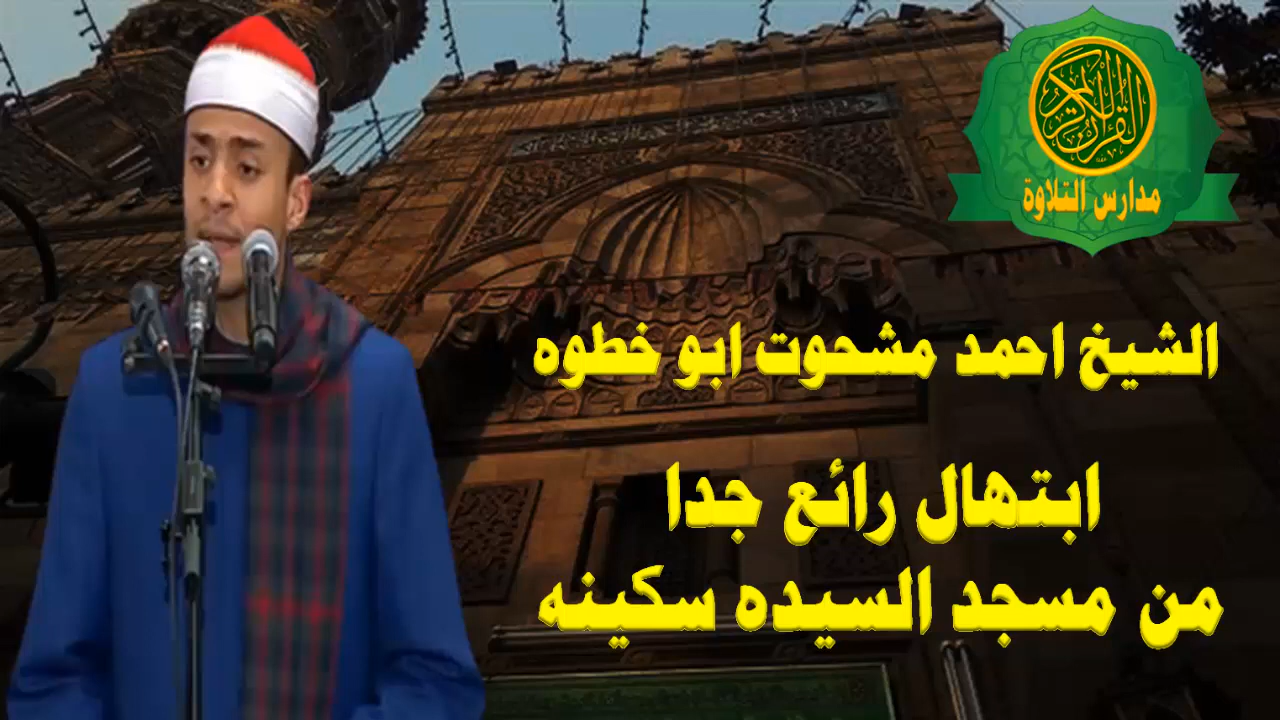 القرآن الكريم
مدارس التلاوة
الشيخ احمد مشحوت ابو خطوه
ابتهال رائع جدا
من مسجد السيده سكينه